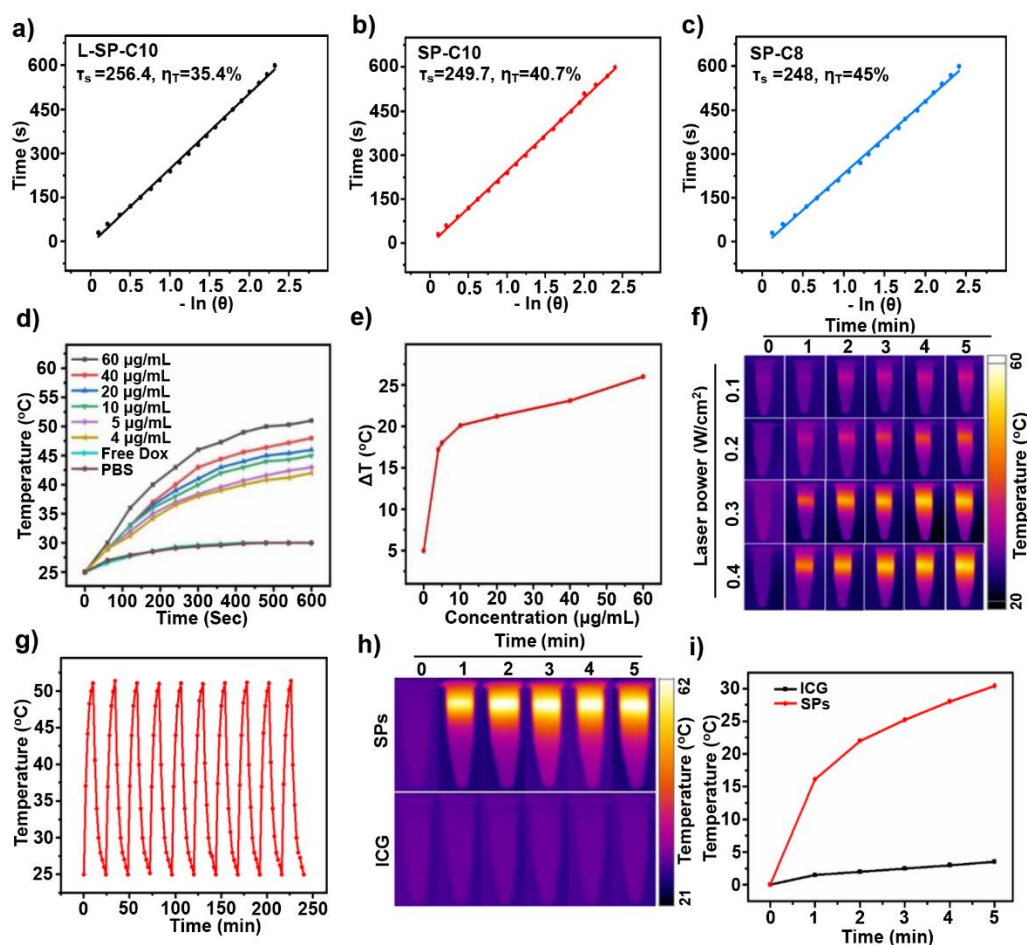 a)
L-SP-C10
τs=256.4, ηT=35.4%
Time (s)
600
450
300
150
0
0 0.5 1.0 1.5 2.0 2.5
- ln (θ)
b)
SP-C10
τs=249.7, ηT=40.7%
Time (s)
600
450
300
150
0
0 0.5 1.0 1.5 2.0 2.5
- ln (θ)
c)
SP-C8
τs =248, ηT=45%
Time (s)
600
450
300
150
0
0 0.5 1.0 1.5 2.0 2.5
- ln (θ)
d)
60 µg/mL
40 µg/mL
20 µg/mL
10 µg/mL
5 µg/mL
4 µg/mL
Free Dox
PBS
Temperature (°C)
60
55
50
45
40
35
30
25
0 100 200 300 400 500 600
Time (Sec)
e)
ΔT (°C)
30
25
20
15
10
5
0 10 20 30 40 50 60
Concentration (µg/mL)
f)
Time (min)
0 1 2 3 4 5
Laser power (W/cm²)
0.1
0.2
0.3
0.4
60
Temperature (°C)
20
g)
Temperature (°C)
50
45
40
35
30
25
0 50 100 150 200 250
Time (min)
h)
Time (min)
0 1 2 3 4 5
SPs
ICG
62
Temperature (°C)
21
i)
ICG
SPs
Temperature (°C)
30
25
20
15
10
5
0
0 1 2 3 4 5
Time (min)